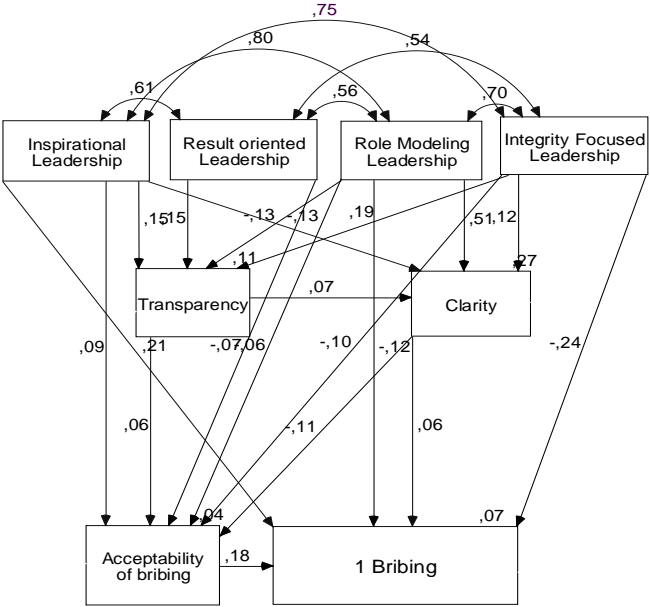 ,75
,80
,54
,61
,56
,70
Inspirational
Leadership
Result oriented
Leadership
Role Modeling
Leadership
Integrity Focused
Leadership
,15
,15
-,13
-,13
,19
,51
,12
,11
,27
Transparency
,07
Clarity
,09
,21
-,07
-,06
-,10
-,12
-,24
,06
-,11
,06
,04
,07
Acceptability
of bribing
,18
1 Bribing